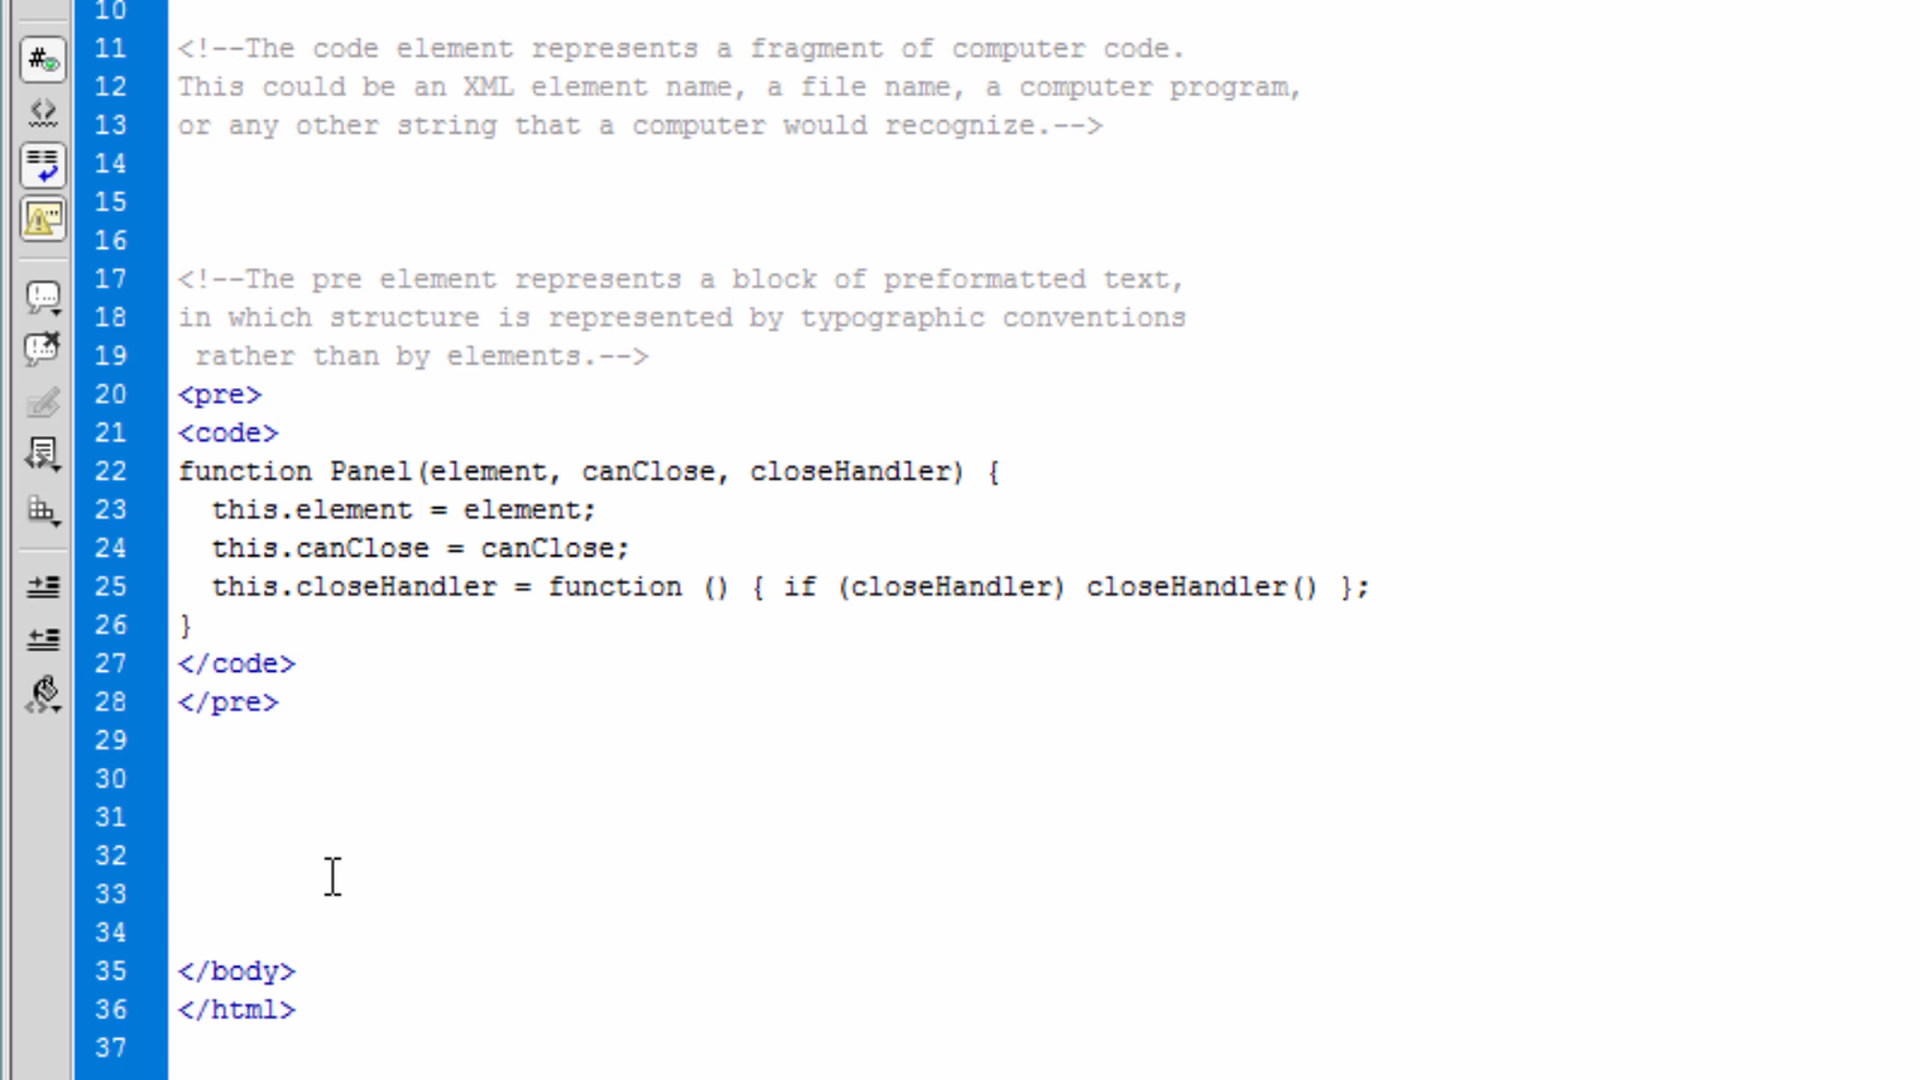 10
11 <!--The code element represents a fragment of computer code.
12 This could be an XML element name, a file name, a computer program,
13 or any other string that a computer would recognize.-->
14
15
16
17 <!--The pre element represents a block of preformatted text,
18 in which structure is represented by typographic conventions
19  rather than by elements.-->
20 <pre>
21 <code>
22 function Panel(element, canClose, closeHandler) {
23   this.element = element;
24   this.canClose = canClose;
25   this.closeHandler = function () { if (closeHandler) closeHandler() };
26 }
27 </code>
28 </pre>
29
30
31
32
33
34
35 </body>
36 </html>
37